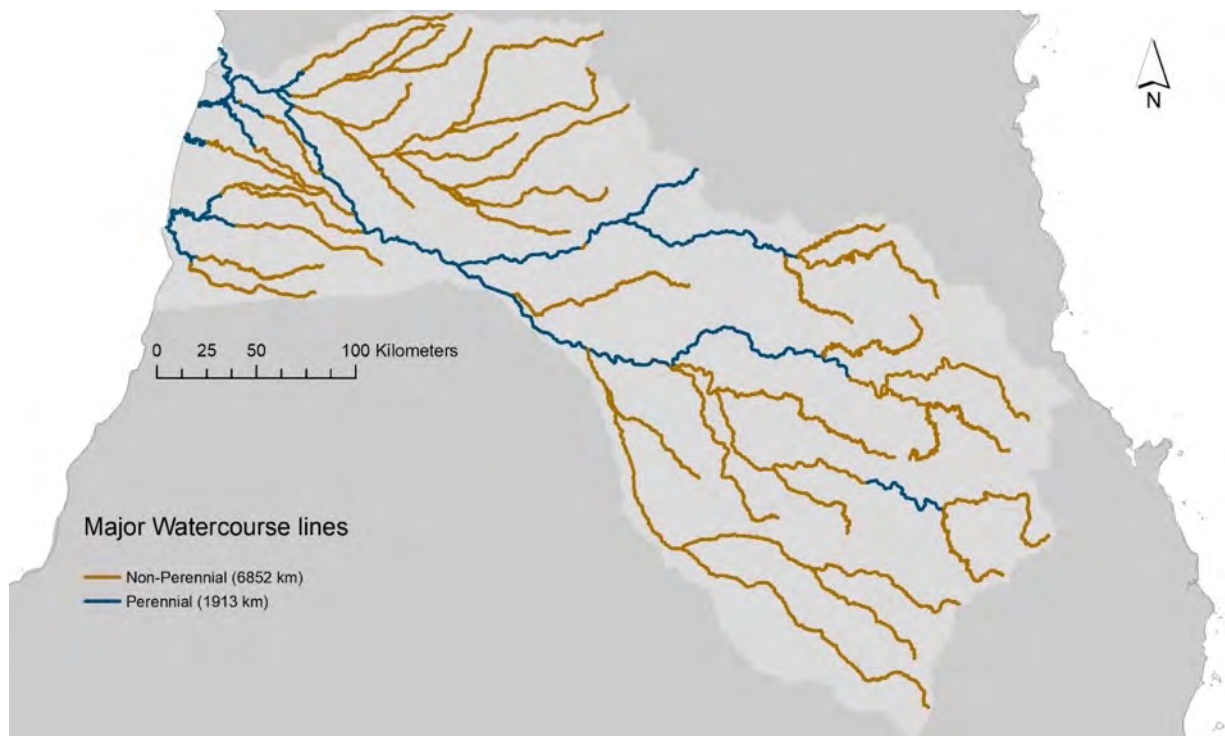 N
0 25 50 100 Kilometers
Major Watercourse lines
Non-Perennial (6852 km)
Perennial (1913 km)